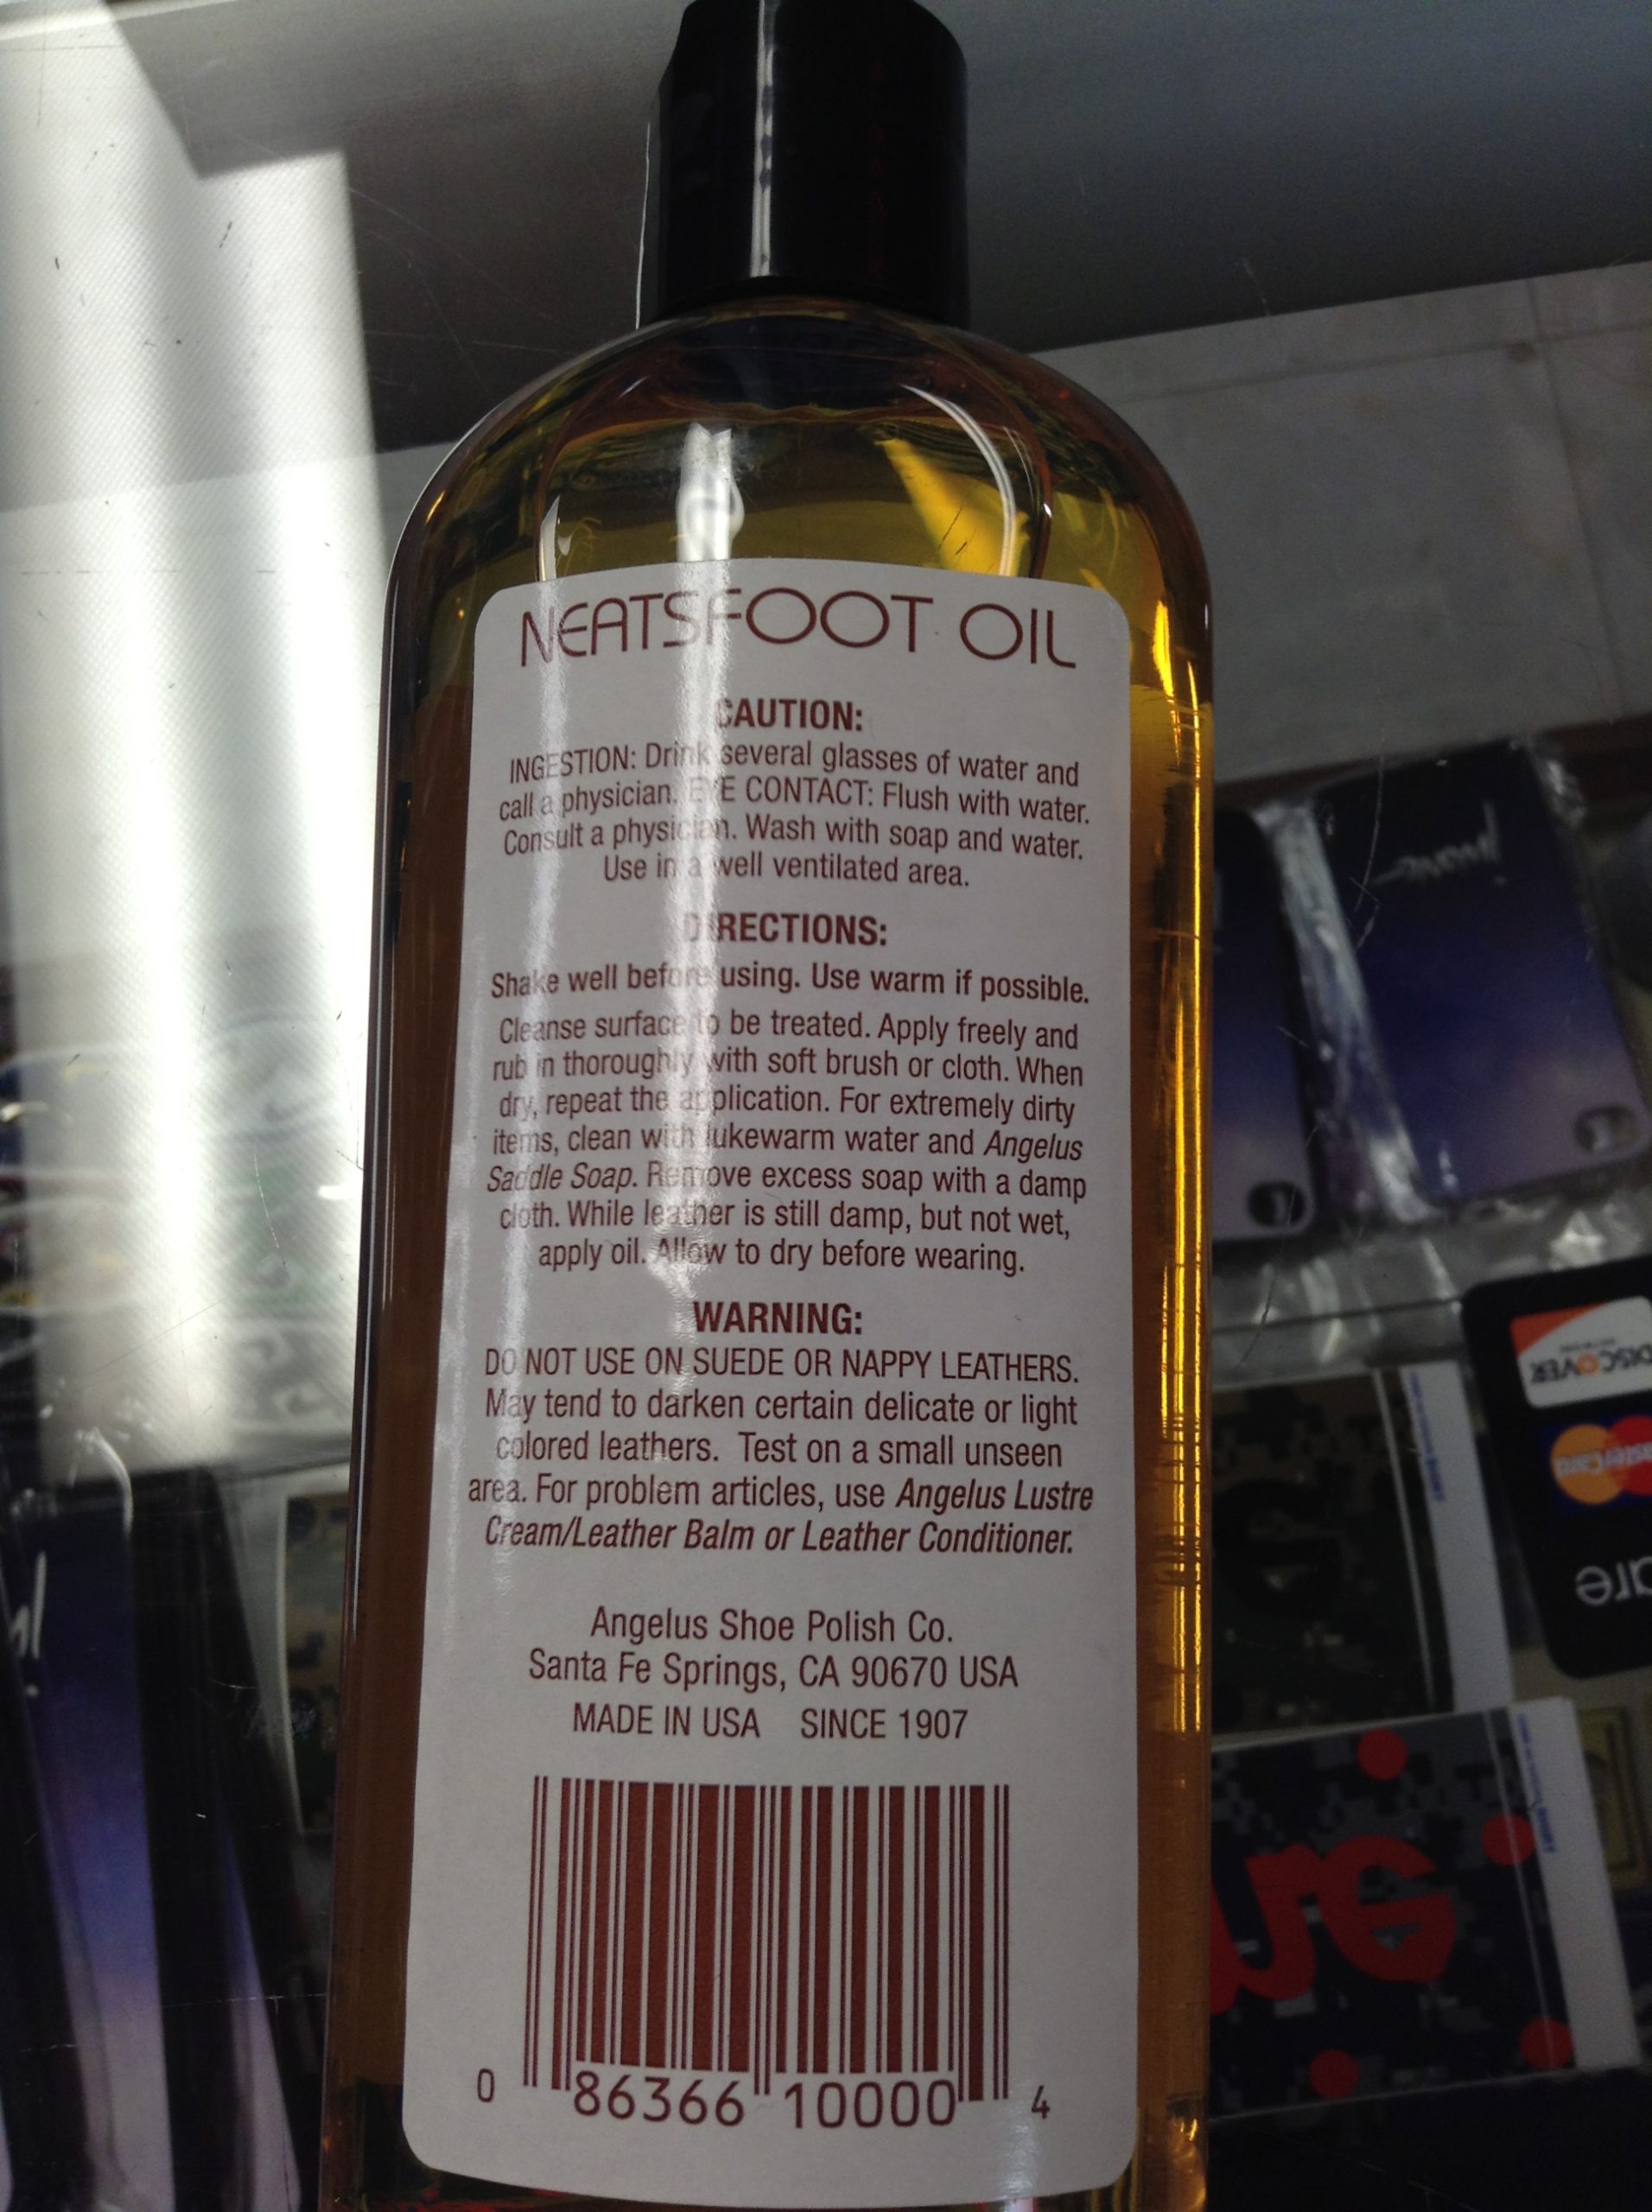 NEATSFOOT OIL
CAUTION:
INGESTION: Drink several glasses of water and
call a physician. EYE CONTACT: Flush with water.
Consult a physician. Wash with soap and water.
Use in a well ventilated area.
DIRECTIONS:
Shake well before using. Use warm if possible.
Cleanse surface to be treated. Apply freely and
rub in thoroughly with soft brush or cloth. When
dry, repeat the application. For extremely dirty
items, clean with lukewarm water and Angelus
Saddle Soap. Remove excess soap with a damp
cloth. While leather is still damp, but not wet,
apply oil. Allow to dry before wearing.
WARNING:
DO NOT USE ON SUEDE OR NAPPY LEATHERS.
May tend to darken certain delicate or light
colored leathers. Test on a small unseen
area. For problem articles, use Angelus Lustre
Cream/Leather Balm or Leather Conditioner.
Angelus Shoe Polish Co.
Santa Fe Springs, CA 90670 USA
MADE IN USA SINCE 1907
0 86366 10000 4
DISCOVER